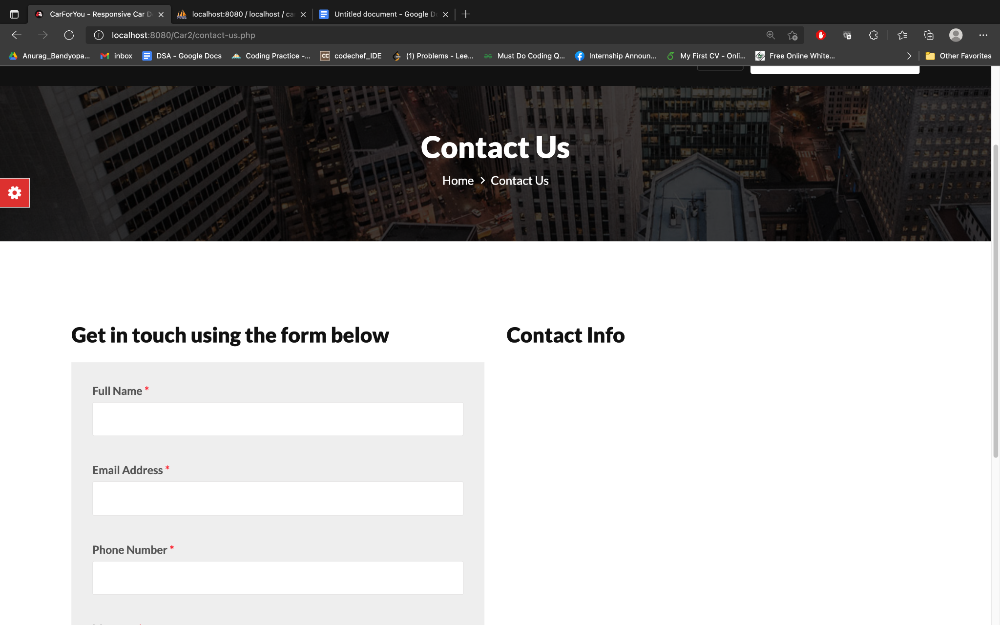 CarForYou - Responsive Car D
localhost:8080 / localhost / ca
Untitled document - Google D
localhost:8080/Car2/contact-us.php
Anurag_Bandyopa...
inbox
DSA - Google Docs
Coding Practice -...
CC
codechef_IDE
(1) Problems - Lee...
Must Do Coding Q...
Internship Announ...
My First CV - Onli...
Free Online White...
Other Favorites
Contact Us
Home > Contact Us
Get in touch using the form below
Contact Info
Full Name *
Email Address *
Phone Number *